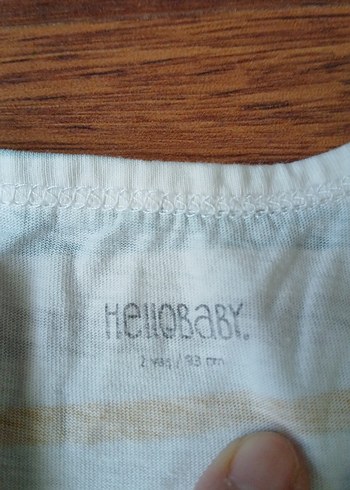 HelloBaby.
2 yaş / 93 cm